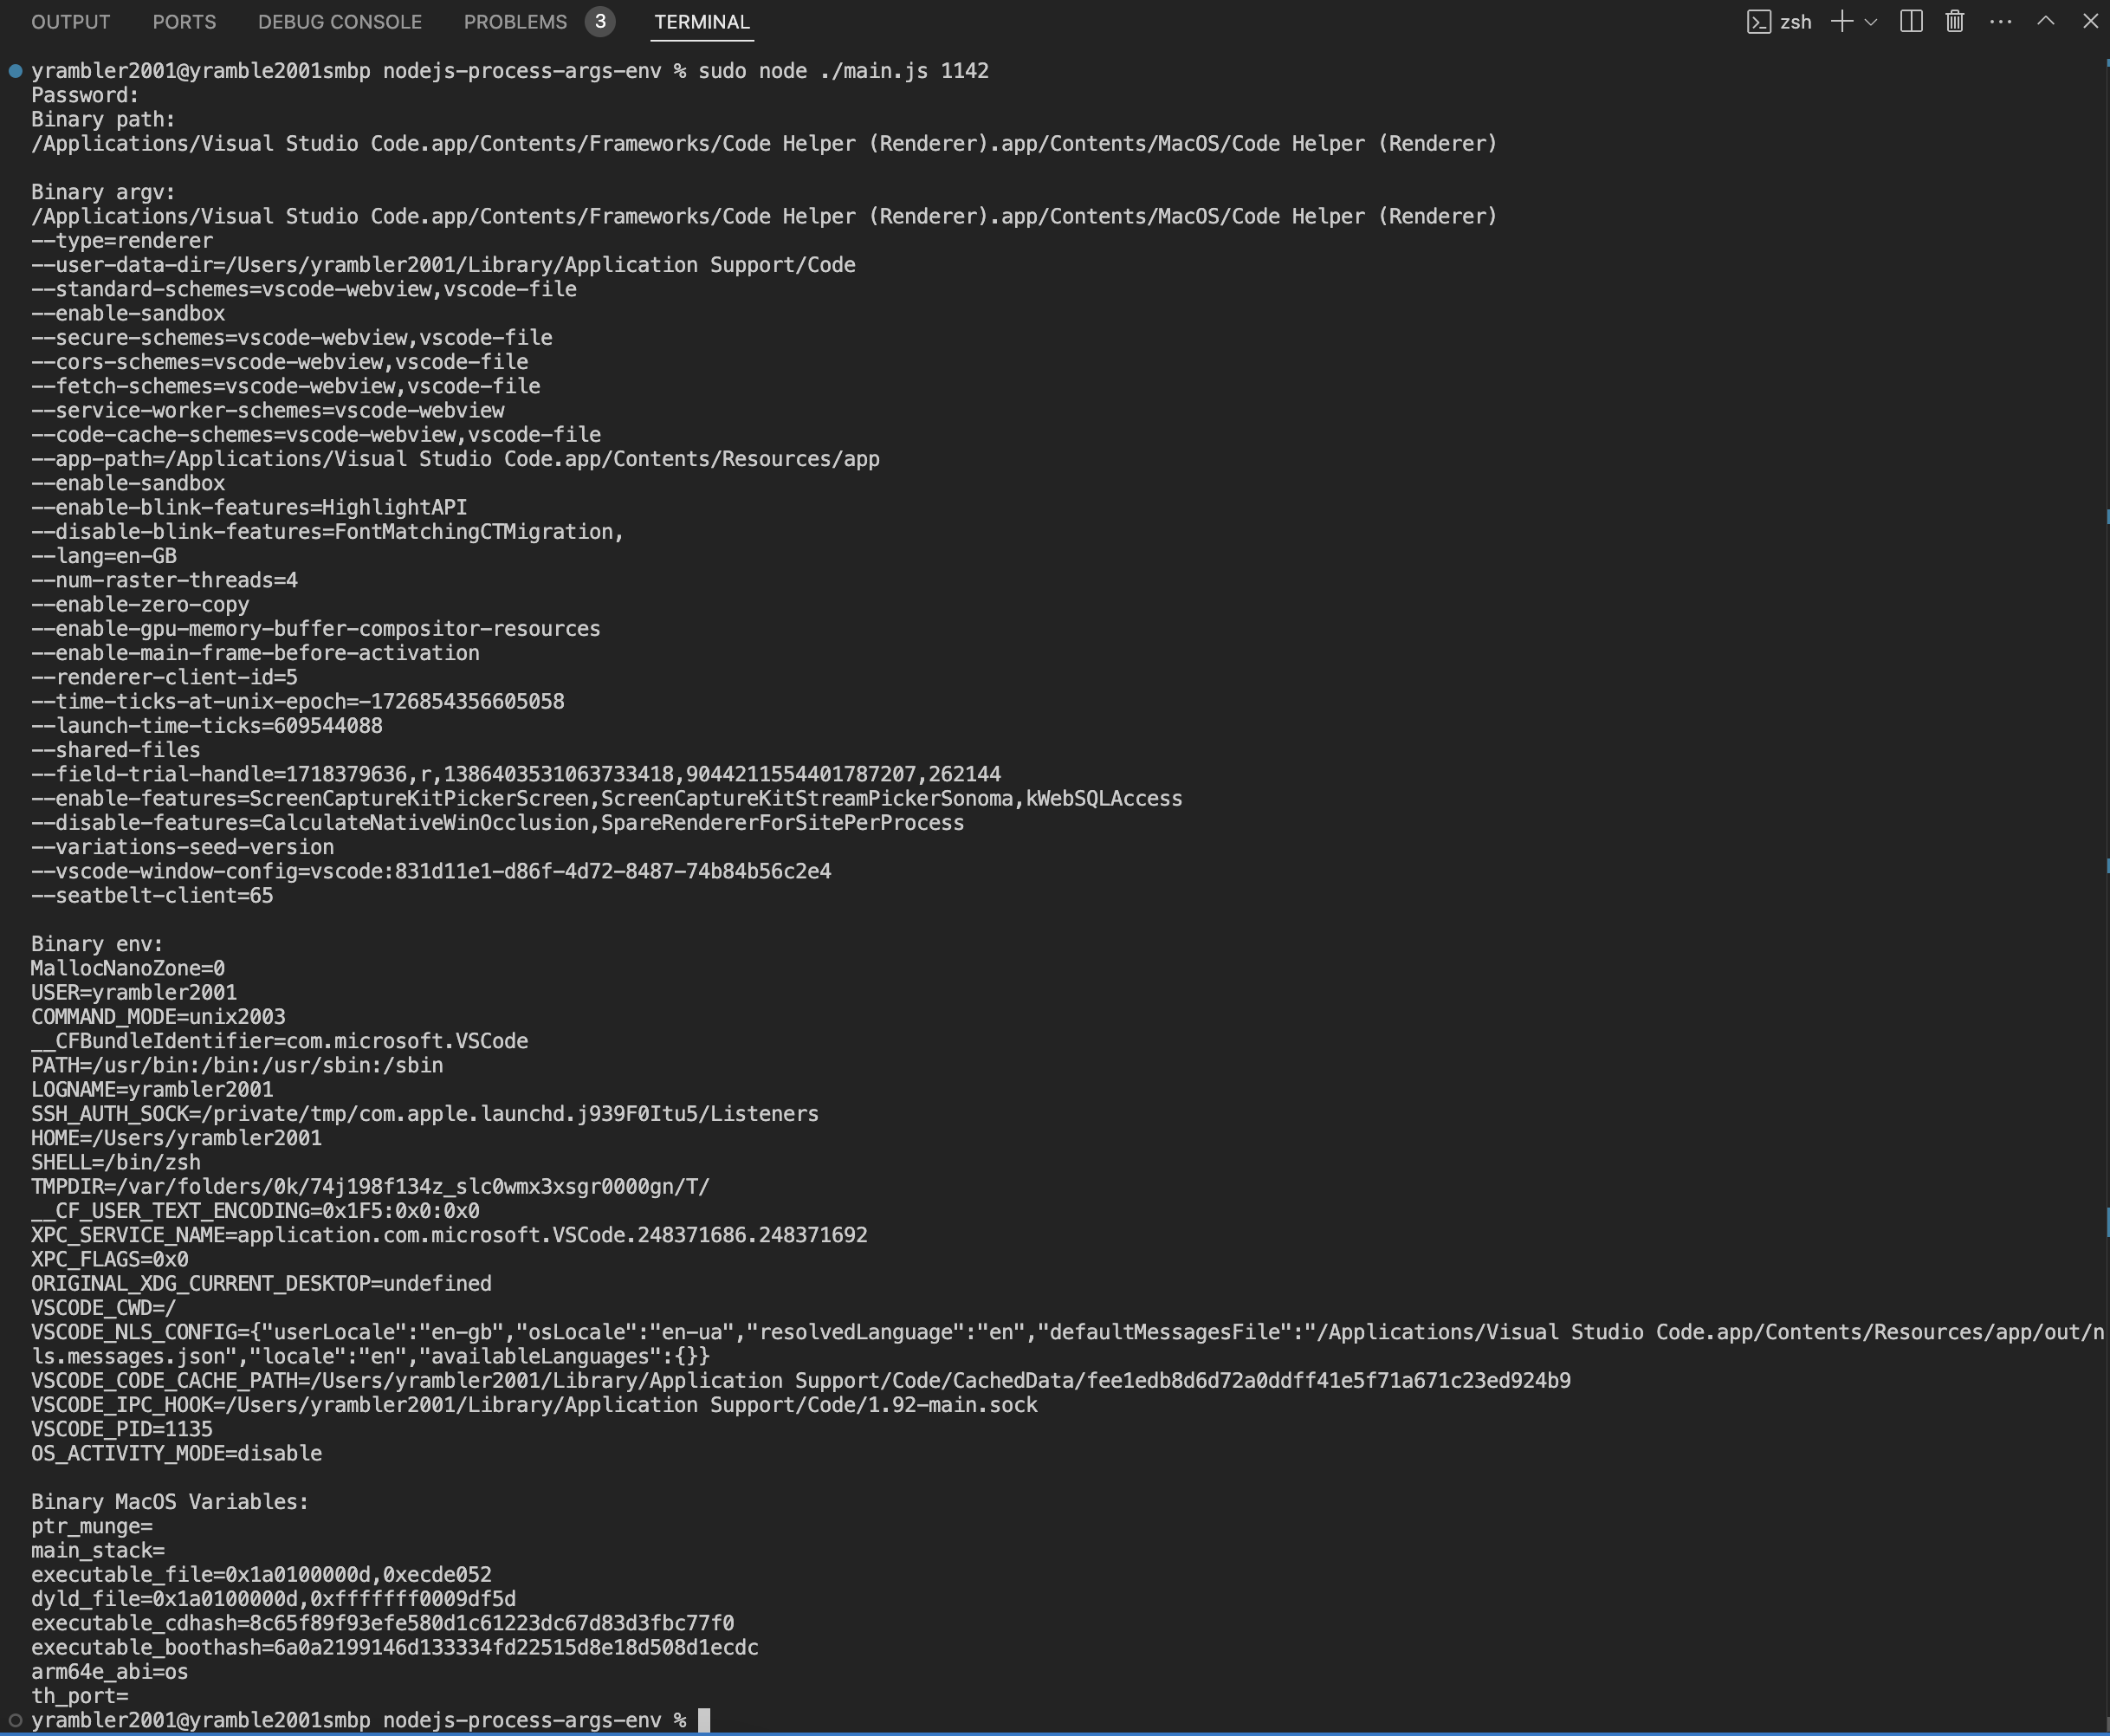 OUTPUT PORTS DEBUG CONSOLE PROBLEMS 3 TERMINAL zsh
yrambler2001@yramble2001smbp nodejs-process-args-env % sudo node ./main.js 1142
Password:
Binary path:
/Applications/Visual Studio Code.app/Contents/Frameworks/Code Helper (Renderer).app/Contents/MacOS/Code Helper (Renderer)

Binary argv:
/Applications/Visual Studio Code.app/Contents/Frameworks/Code Helper (Renderer).app/Contents/MacOS/Code Helper (Renderer)
--type=renderer
--user-data-dir=/Users/yrambler2001/Library/Application Support/Code
--standard-schemes=vscode-webview,vscode-file
--enable-sandbox
--secure-schemes=vscode-webview,vscode-file
--cors-schemes=vscode-webview,vscode-file
--fetch-schemes=vscode-webview,vscode-file
--service-worker-schemes=vscode-webview
--code-cache-schemes=vscode-webview,vscode-file
--app-path=/Applications/Visual Studio Code.app/Contents/Resources/app
--enable-sandbox
--enable-blink-features=HighlightAPI
--disable-blink-features=FontMatchingCTMigration,
--lang=en-GB
--num-raster-threads=4
--enable-zero-copy
--enable-gpu-memory-buffer-compositor-resources
--enable-main-frame-before-activation
--renderer-client-id=5
--time-ticks-at-unix-epoch=-1726854356605058
--launch-time-ticks=609544088
--shared-files
--field-trial-handle=1718379636,r,1386403531063733418,9044211554401787207,262144
--enable-features=ScreenCaptureKitPickerScreen,ScreenCaptureKitStreamPickerSonoma,kWebSQLAccess
--disable-features=CalculateNativeWinOcclusion,SpareRendererForSitePerProcess
--variations-seed-version
--vscode-window-config=vscode:831d11e1-d86f-4d72-8487-74b84b56c2e4
--seatbelt-client=65

Binary env:
MallocNanoZone=0
USER=yrambler2001
COMMAND_MODE=unix2003
__CFBundleIdentifier=com.microsoft.VSCode
PATH=/usr/bin:/bin:/usr/sbin:/sbin
LOGNAME=yrambler2001
SSH_AUTH_SOCK=/private/tmp/com.apple.launchd.j939F0Itu5/Listeners
HOME=/Users/yrambler2001
SHELL=/bin/zsh
TMPDIR=/var/folders/0k/74j198f134z_slc0wmx3xsgr0000gn/T/
__CF_USER_TEXT_ENCODING=0x1F5:0x0:0x0
XPC_SERVICE_NAME=application.com.microsoft.VSCode.248371686.248371692
XPC_FLAGS=0x0
ORIGINAL_XDG_CURRENT_DESKTOP=undefined
VSCODE_CWD=/
VSCODE_NLS_CONFIG={"userLocale":"en-gb","osLocale":"en-ua","resolvedLanguage":"en","defaultMessagesFile":"/Applications/Visual Studio Code.app/Contents/Resources/app/out/n
ls.messages.json","locale":"en","availableLanguages":{}}
VSCODE_CODE_CACHE_PATH=/Users/yrambler2001/Library/Application Support/Code/CachedData/fee1edb8d6d72a0ddff41e5f71a671c23ed924b9
VSCODE_IPC_HOOK=/Users/yrambler2001/Library/Application Support/Code/1.92-main.sock
VSCODE_PID=1135
OS_ACTIVITY_MODE=disable

Binary MacOS Variables:
ptr_munge=
main_stack=
executable_file=0x1a0100000d,0xecde052
dyld_file=0x1a0100000d,0xfffffff0009df5d
executable_cdhash=8c65f89f93efe580d1c61223dc67d83d3fbc77f0
executable_boothash=6a0a2199146d133334fd22515d8e18d508d1ecdc
arm64e_abi=os
th_port=
yrambler2001@yramble2001smbp nodejs-process-args-env %